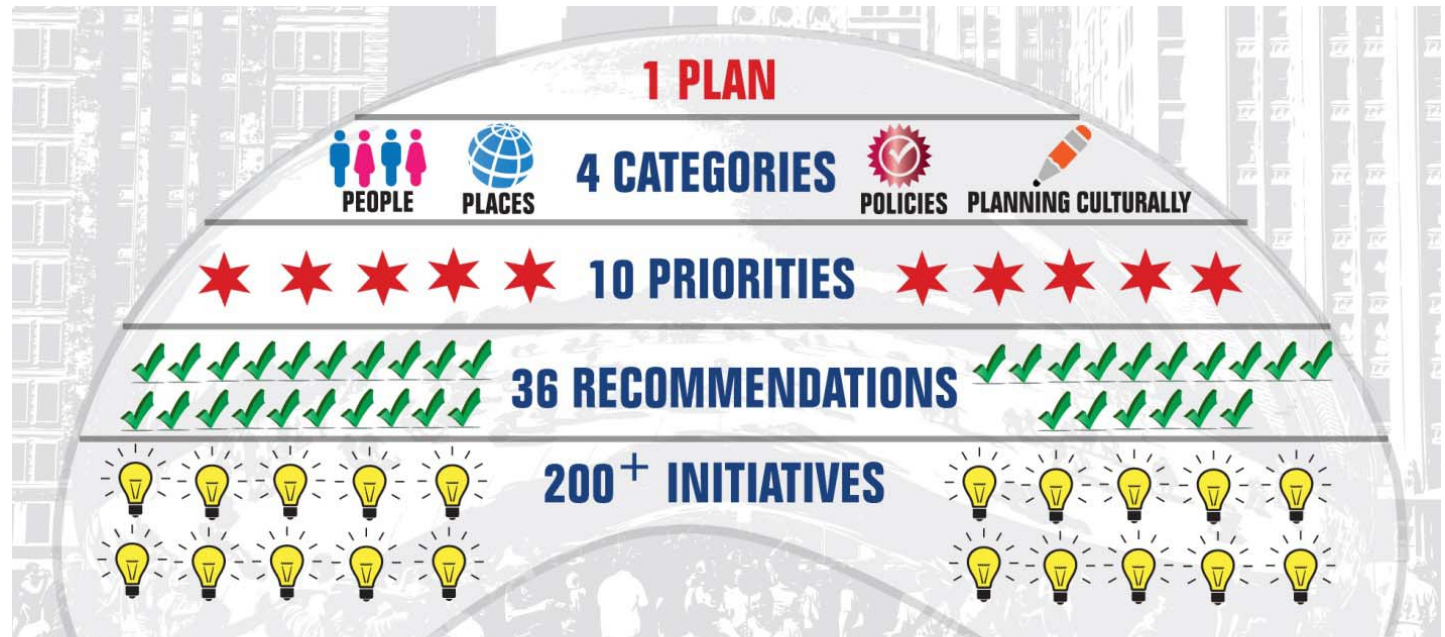 1 PLAN
4 CATEGORIES
PEOPLE
PLACES
POLICIES
PLANNING CULTURALLY
10 PRIORITIES
36 RECOMMENDATIONS
200+ INITIATIVES